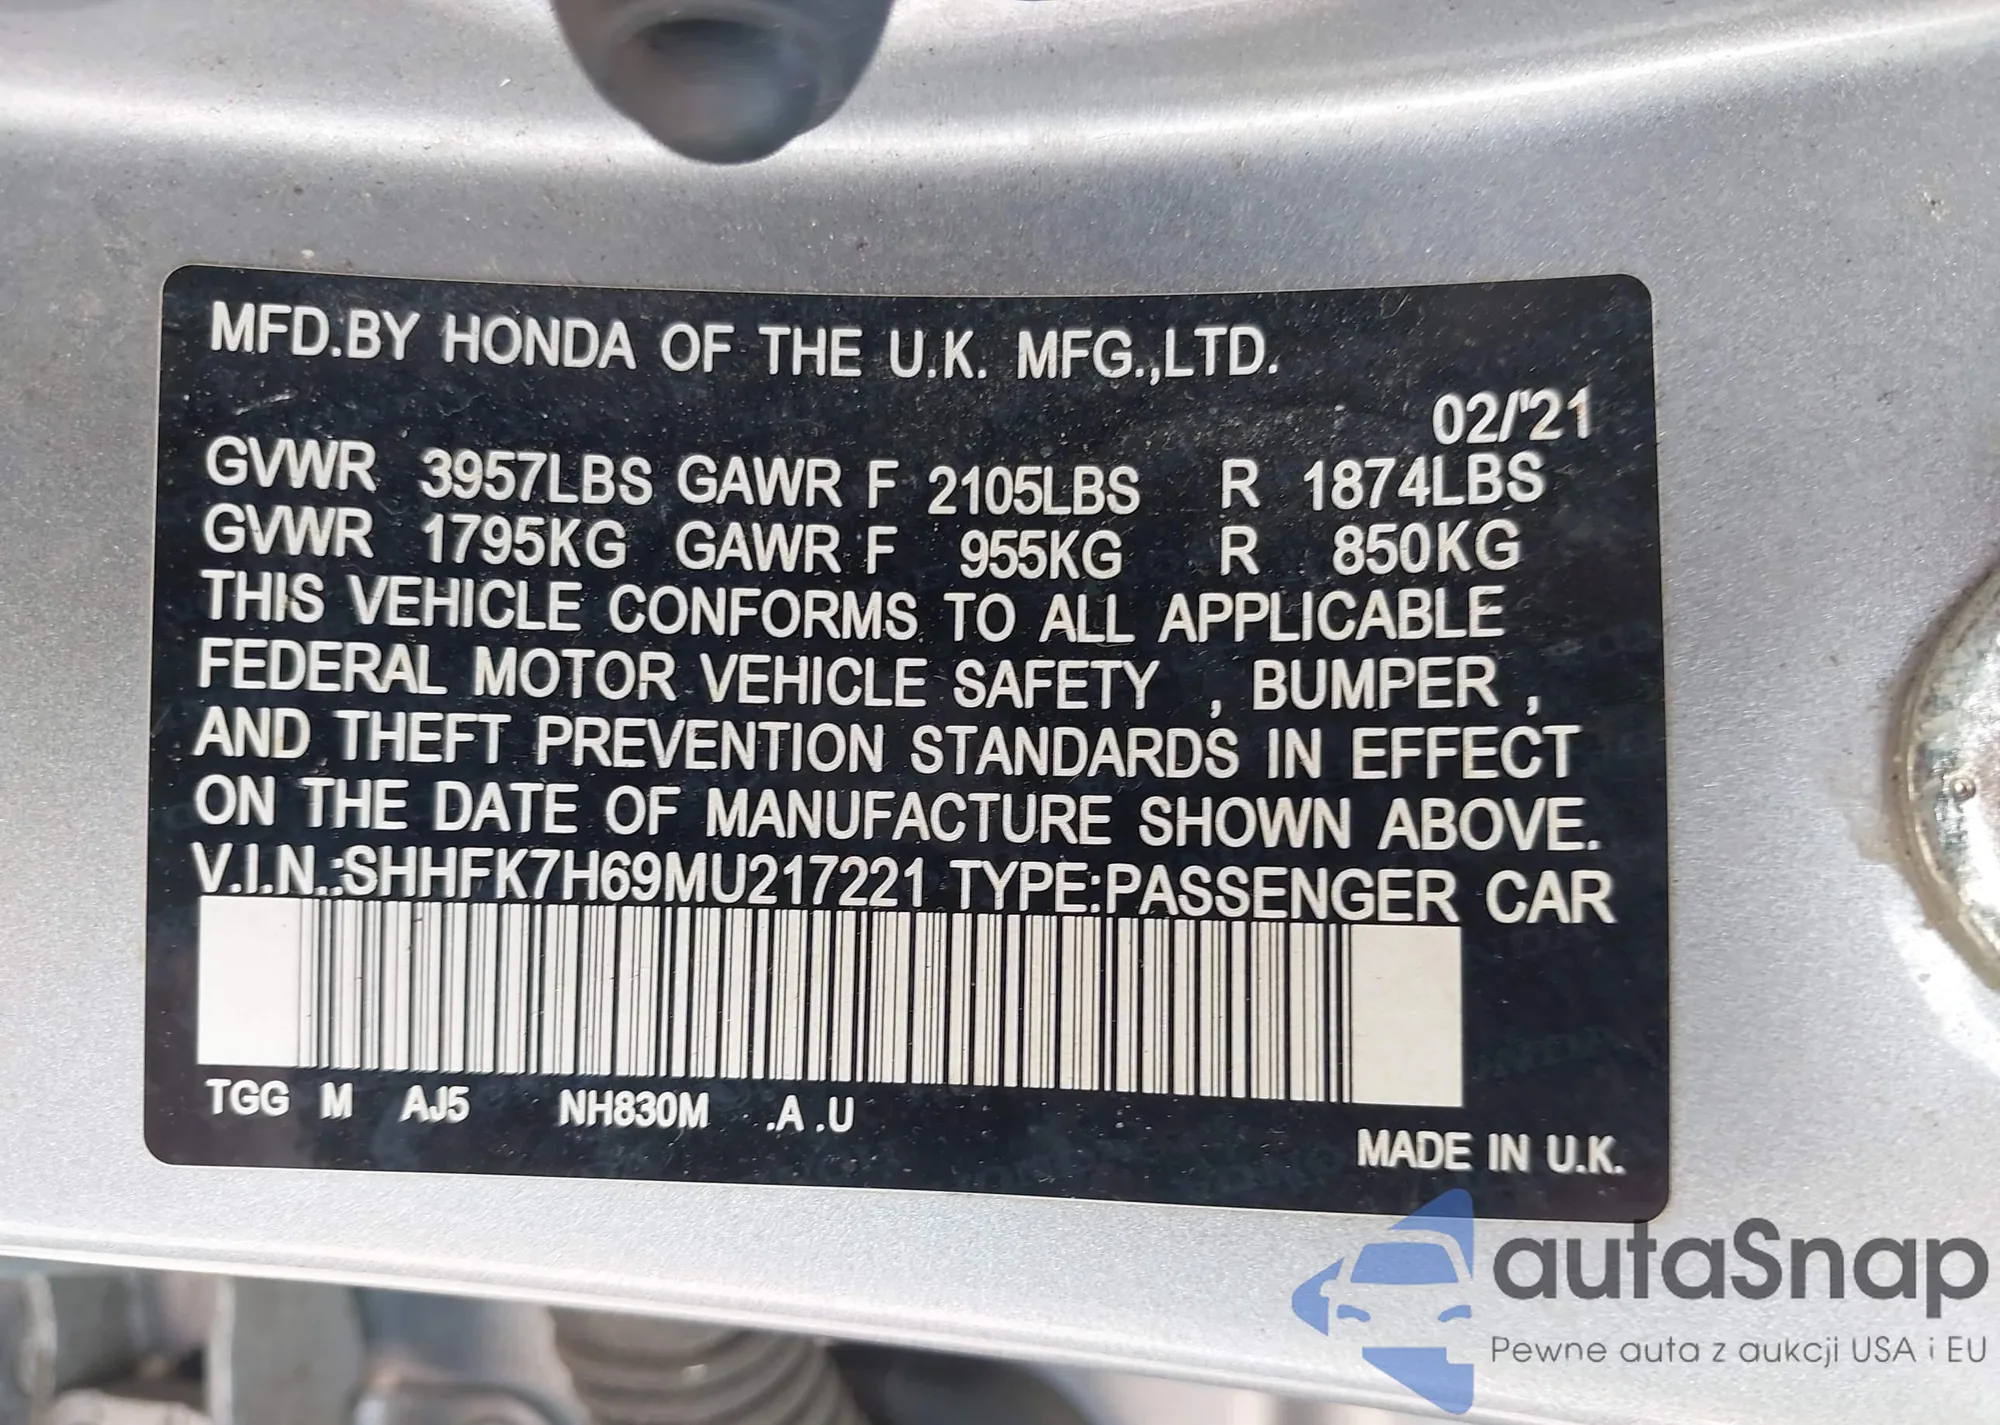 MFD.BY HONDA OF THE U.K. MFG.,LTD.
02/'21
GVWR 3957LBS GAWR F 2105LBS R 1874LBS
GVWR 1795KG GAWR F 955KG R 850KG
THIS VEHICLE CONFORMS TO ALL APPLICABLE
FEDERAL MOTOR VEHICLE SAFETY , BUMPER ,
AND THEFT PREVENTION STANDARDS IN EFFECT
ON THE DATE OF MANUFACTURE SHOWN ABOVE.
V.I.N.:SHHFK7H69MU217221 TYPE:PASSENGER CAR
TGG M AJ5 NH830M .A .U
MADE IN U.K.
autaSnap
Pewne auta z aukcji USA i EU